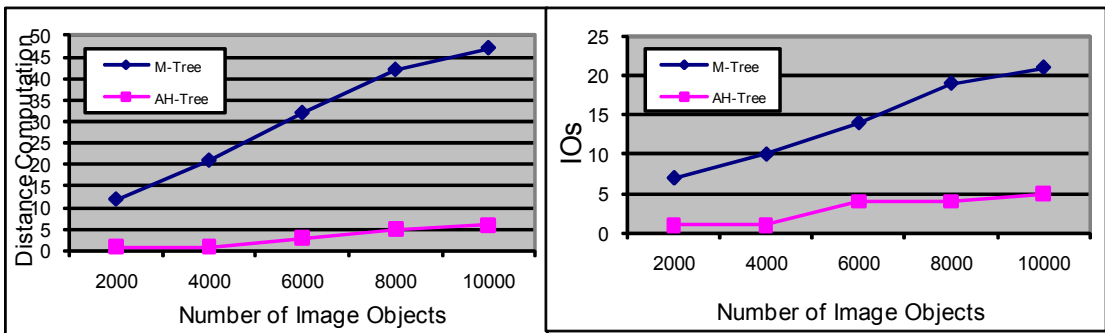 Distance Computation
50
45
40
35
30
25
20
15
10
5
0
M-Tree
AH-Tree
2000 4000 6000 8000 10000
Number of Image Objects
IOs
25
20
15
10
5
0
M-Tree
AH-Tree
2000 4000 6000 8000 10000
Number of Image Objects